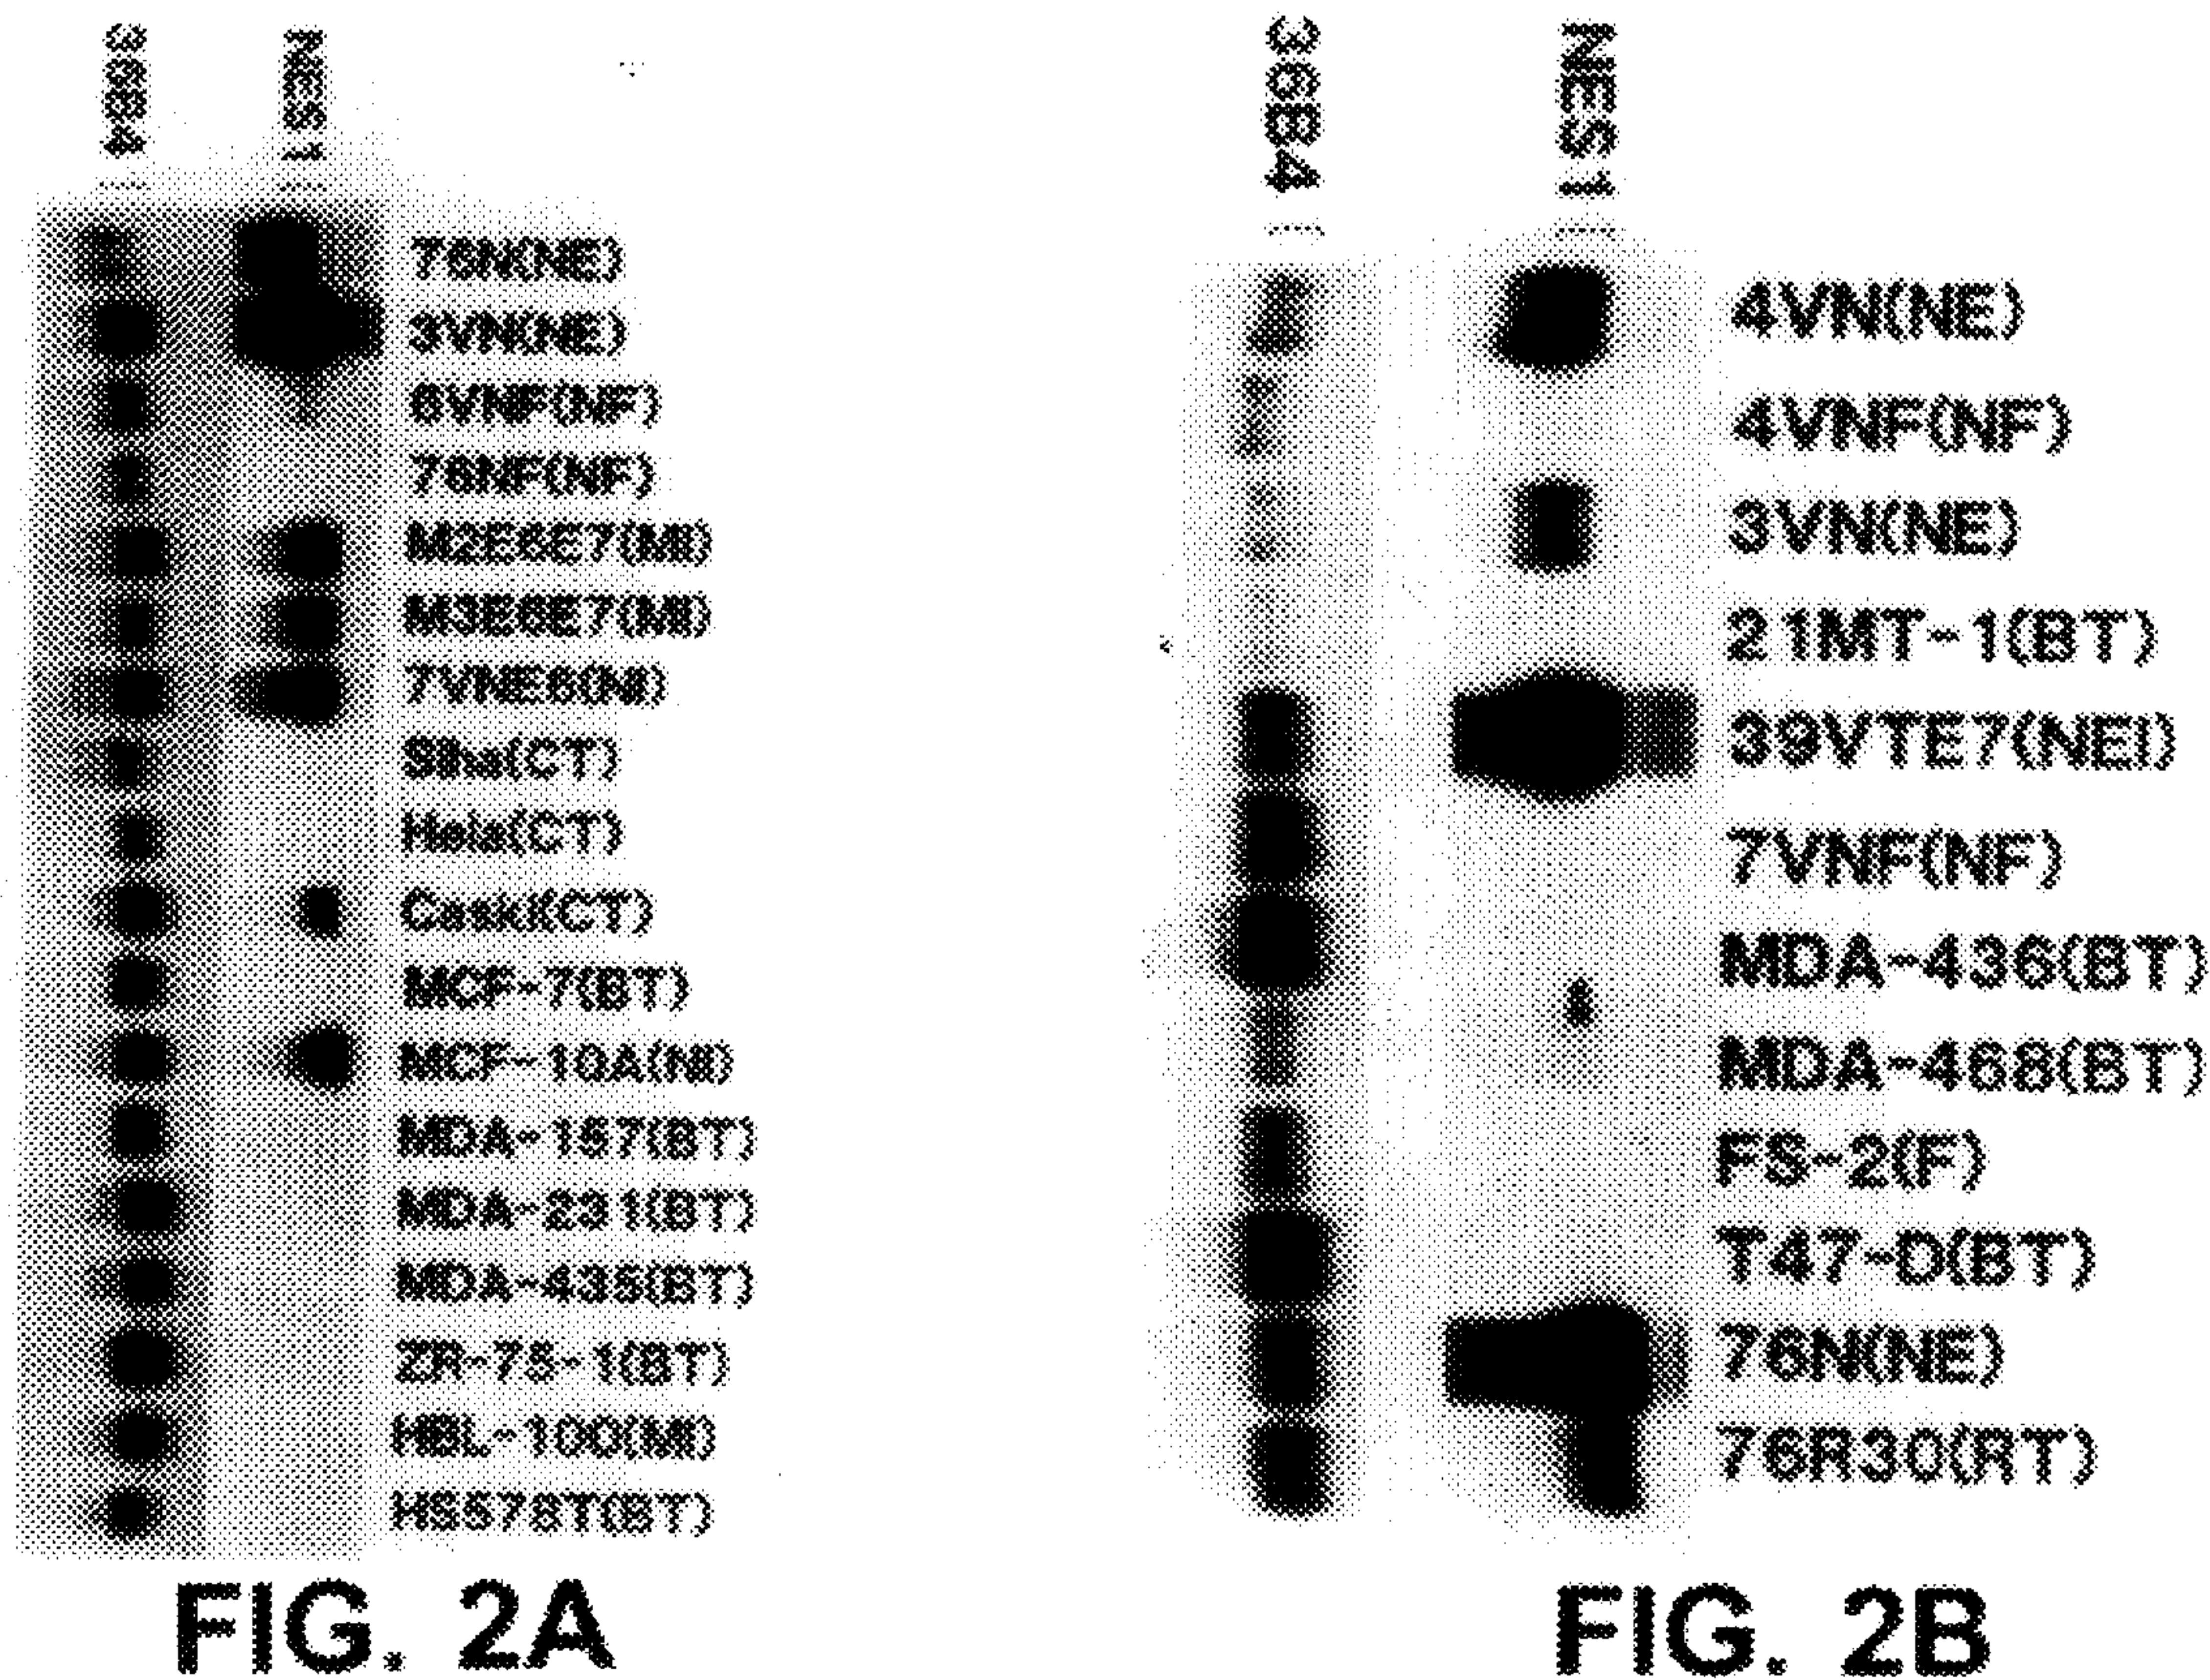 36B4
NES1
76N(NE)
3VN(NE)
6VNF(NF)
76NF(NF)
M2E6E7(MI)
M3E6E7(MI)
7VNE6(NI)
Siha(CT)
Hela(CT)
Caski(CT)
MCF-7(BT)
MCF-10A(NI)
MDA-157(BT)
MDA-231(BT)
MDA-435(BT)
ZR-75-1(BT)
HBL-100(MI)
HS578T(BT)
FIG. 2A
36B4
NES1
4VN(NE)
4VNF(NF)
3VN(NE)
21MT-1(BT)
39VTE7(NEI)
7VNF(NF)
MDA-436(BT)
MDA-468(BT)
FS-2(F)
T47-D(BT)
76N(NE)
76R30(RT)
FIG. 2B